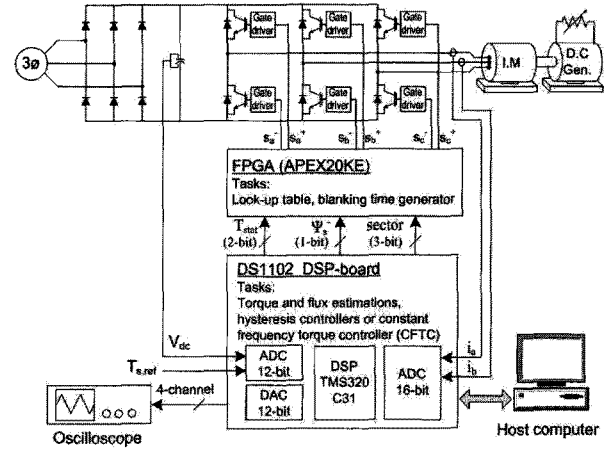 3ø
Gate driver
Gate driver
Gate driver
I.M
D.C Gen.
Gate driver
Gate driver
Gate driver
Sa- Sa+ Sb- Sb+ Sc- Sc+
FPGA (APEX20KE)
Tasks:
Look-up table, blanking time generator
Tstat Ψs- sector
(2-bit) (1-bit) (3-bit)
DS1102 DSP-board
Tasks:
Torque and flux estimations,
hysteresis controllers or constant
frequency torque controller (CFTC)
Vdc
Ts,ref
ADC 12-bit
DAC 12-bit
DSP TMS320 C31
ADC 16-bit
ia
ib
4-channel
Oscilloscope
Host computer